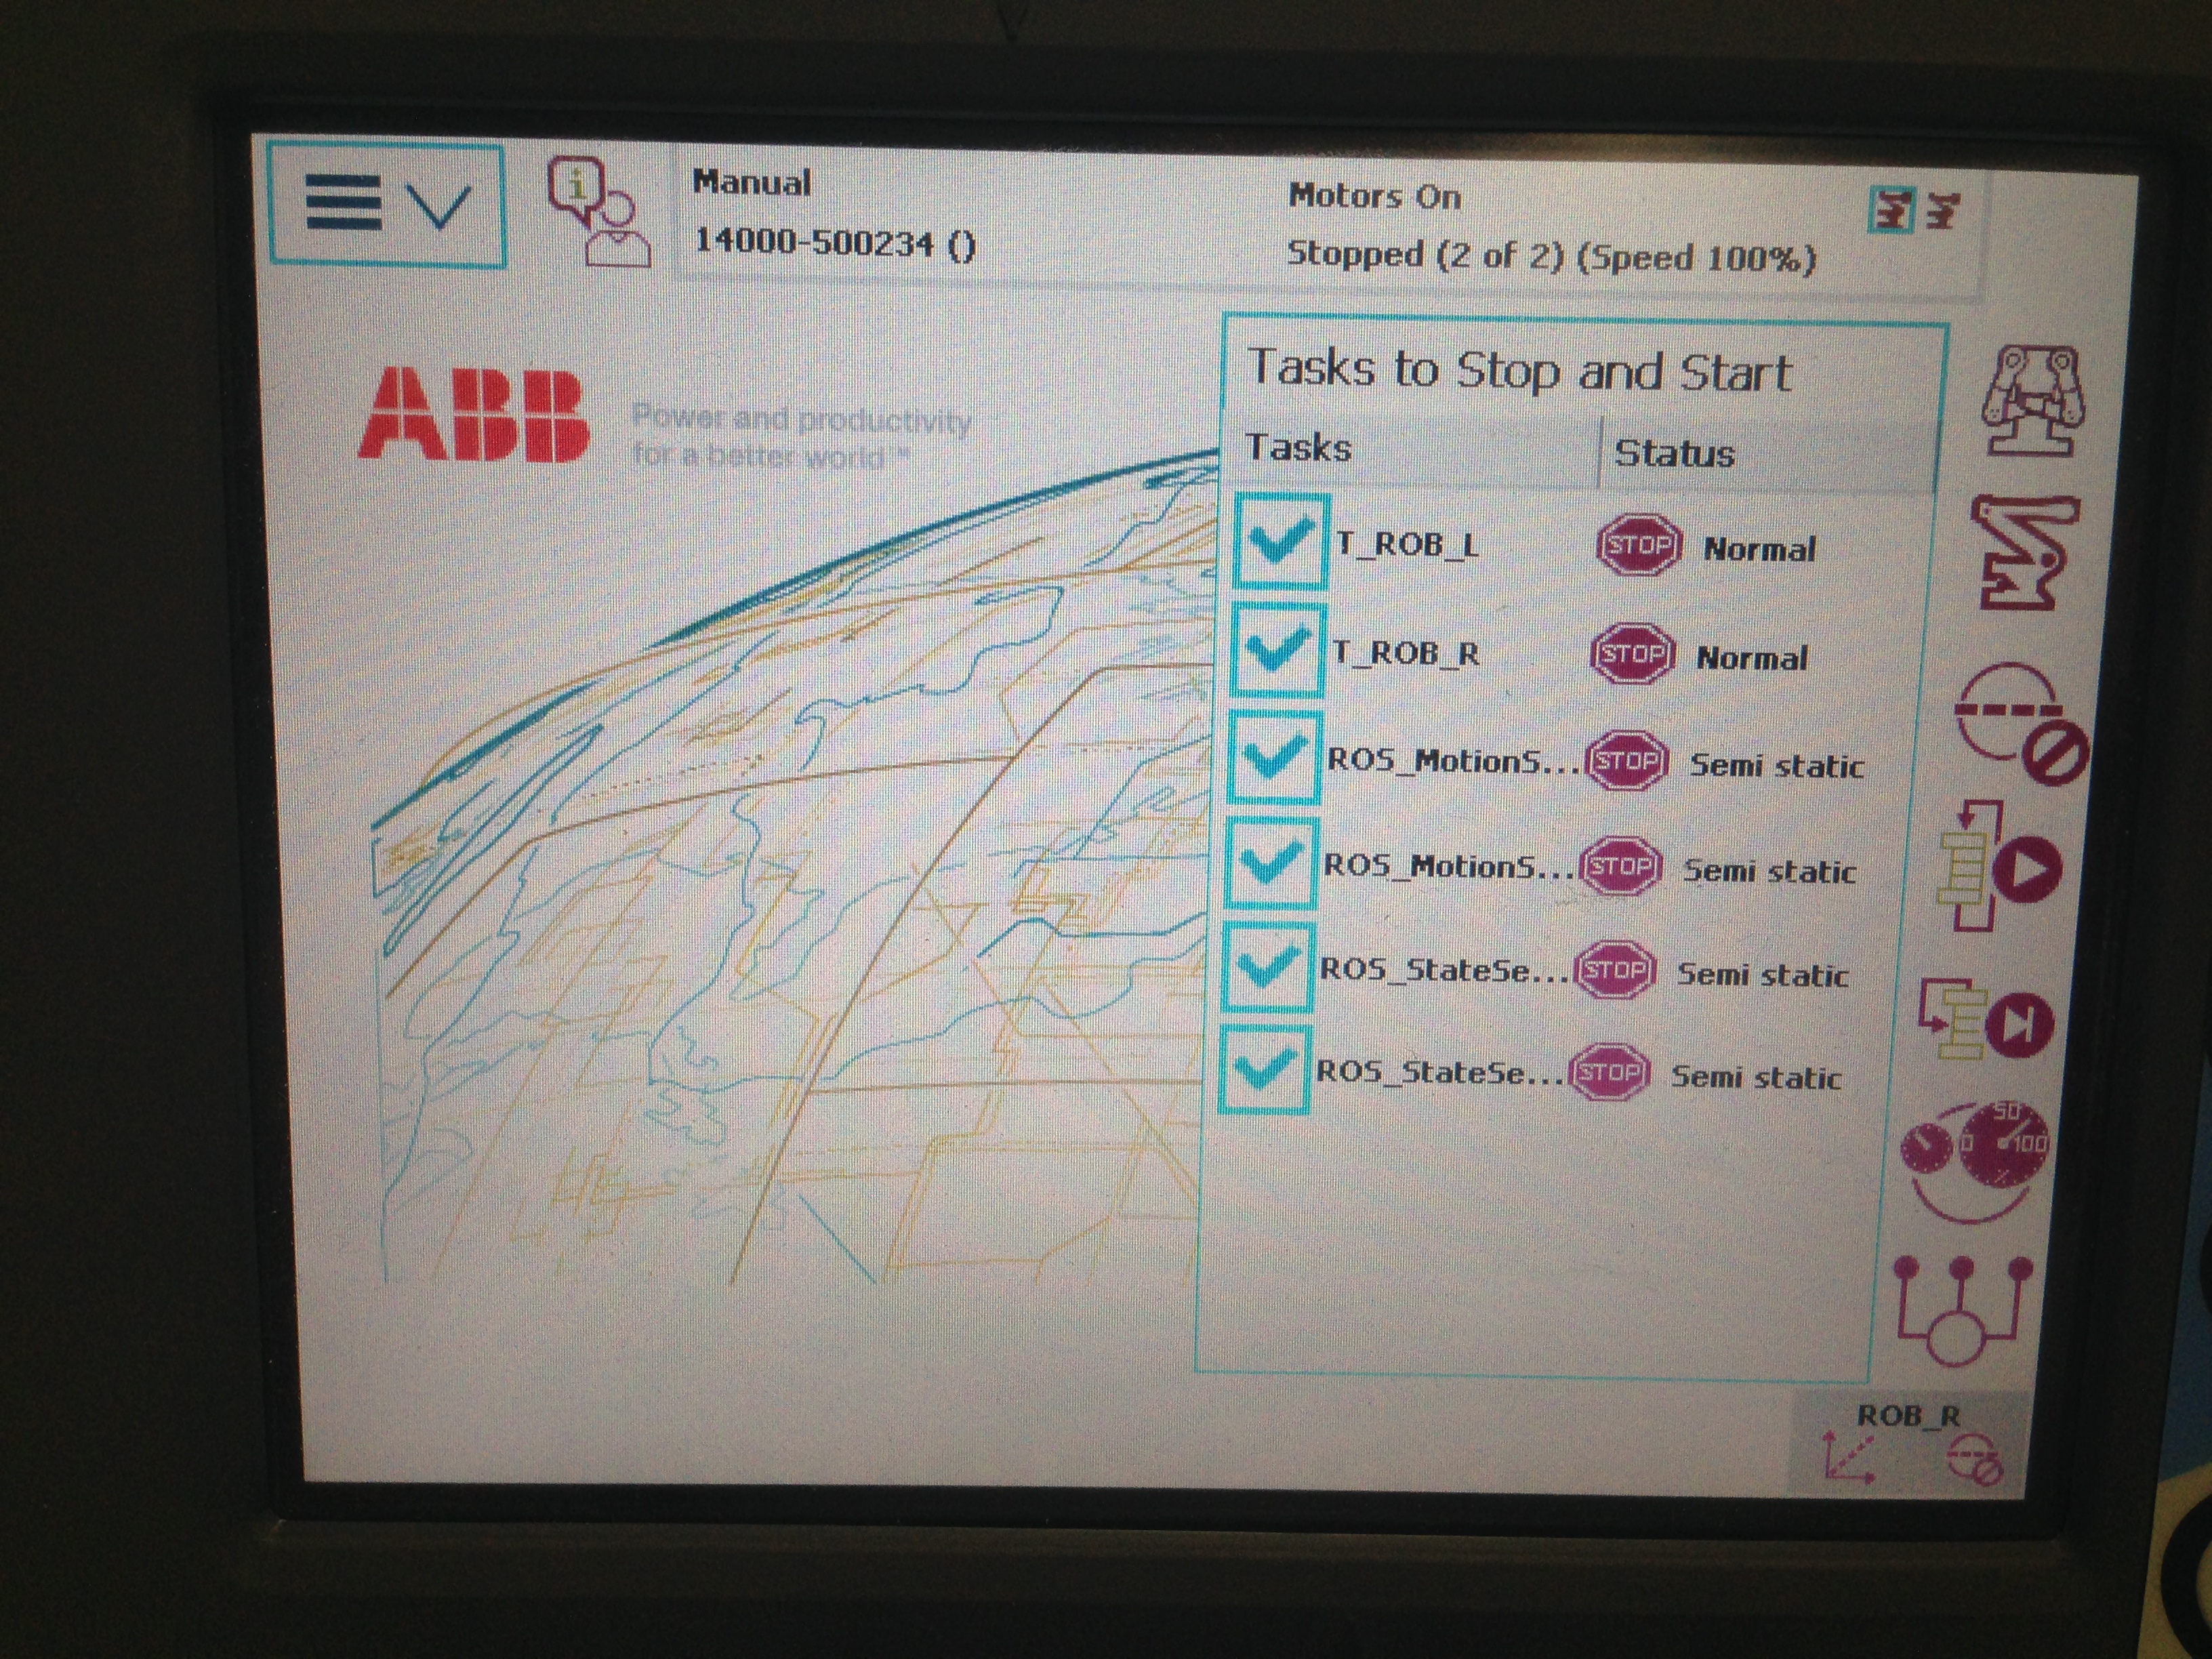 Manual
14000-500234 ()
Motors On
Stopped (2 of 2) (Speed 100%)
ABB
Power and productivity
for a better world™
Tasks to Stop and Start
Tasks Status
T_ROB_L STOP Normal
T_ROB_R STOP Normal
ROS_MotionS... STOP Semi static
ROS_MotionS... STOP Semi static
ROS_StateSe... STOP Semi static
ROS_StateSe... STOP Semi static
50
0 100
%
ROB_R